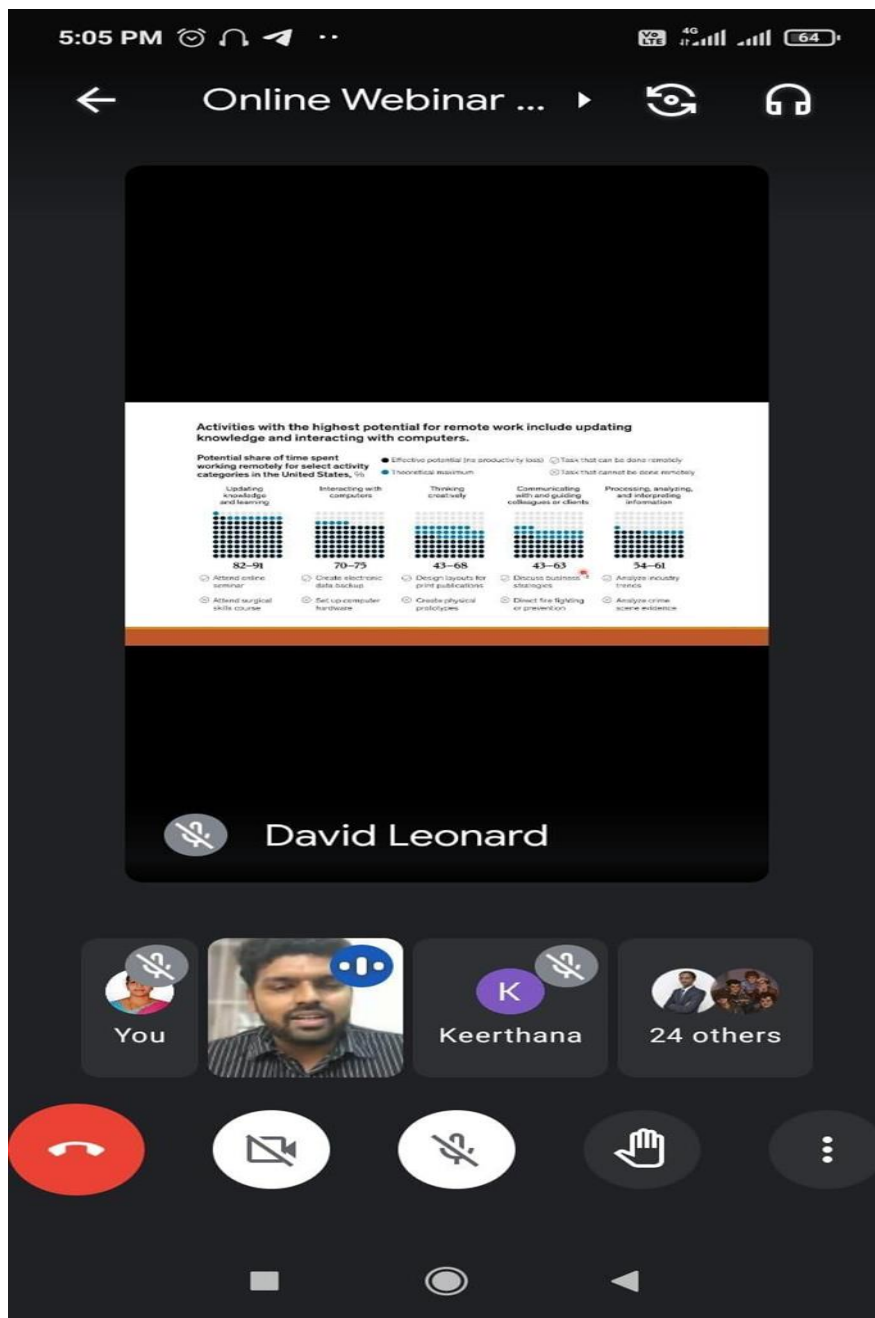 5:05 PM
Vo
LTE
4G
64
Online Webinar ...
Activities with the highest potential for remote work include updating
knowledge and interacting with computers.
Potential share of time spent
working remotely for select activity
categories in the United States, %
Effective potential (no productivity loss)
Task that can be done remotely
Theoretical maximum
Task that cannot be done remotely
Updating
knowledge
and learning
Interacting with
computers
Thinking
creatively
Communicating
with and guiding
colleagues or clients
Processing, analyzing,
and interpreting
information
82–91
70–75
43–68
43–63
54–61
Attend online
seminar
Create electronic
data backup
Design layouts for
print publications
Discuss business
strategies
Analyze industry
trends
Attend surgical
skills course
Set up computer
hardware
Create physical
prototypes
Direct fire fighting
or prevention
Analyze crime
scene evidence
David Leonard
You
K
Keerthana
24 others